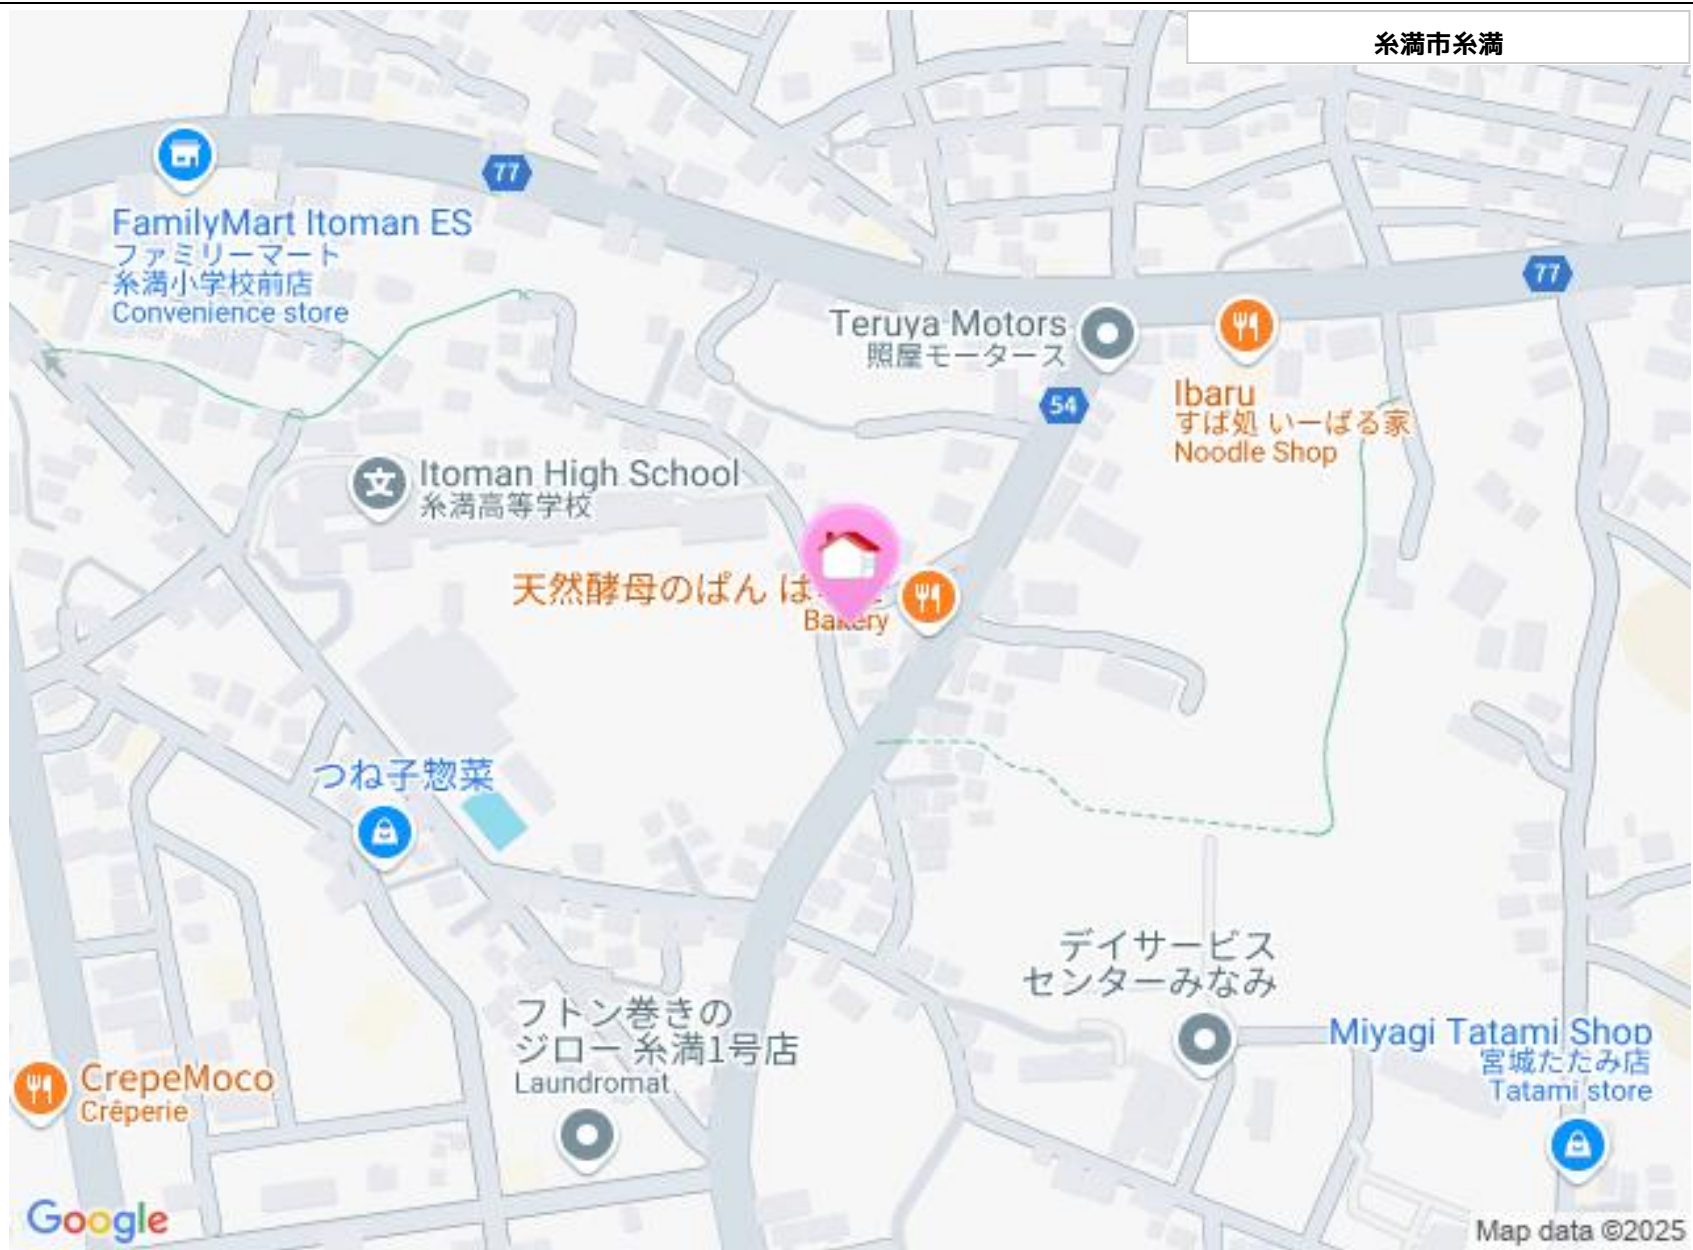 糸満市糸満
77
FamilyMart Itoman ES
ファミリーマート
糸満小学校前店
Convenience store
77
Teruya Motors
照屋モータース
54
Ibaru
すば処 いーばる家
Noodle Shop
文
Itoman High School
糸満高等学校
天然酵母のぱん
Bakery
つね子惣菜
デイサービス
センターみなみ
フトン巻きの
ジロー 糸満1号店
Laundromat
Miyagi Tatami Shop
宮城たたみ店
Tatami store
CrepeMoco
Crêperie
Google
Map data ©2025